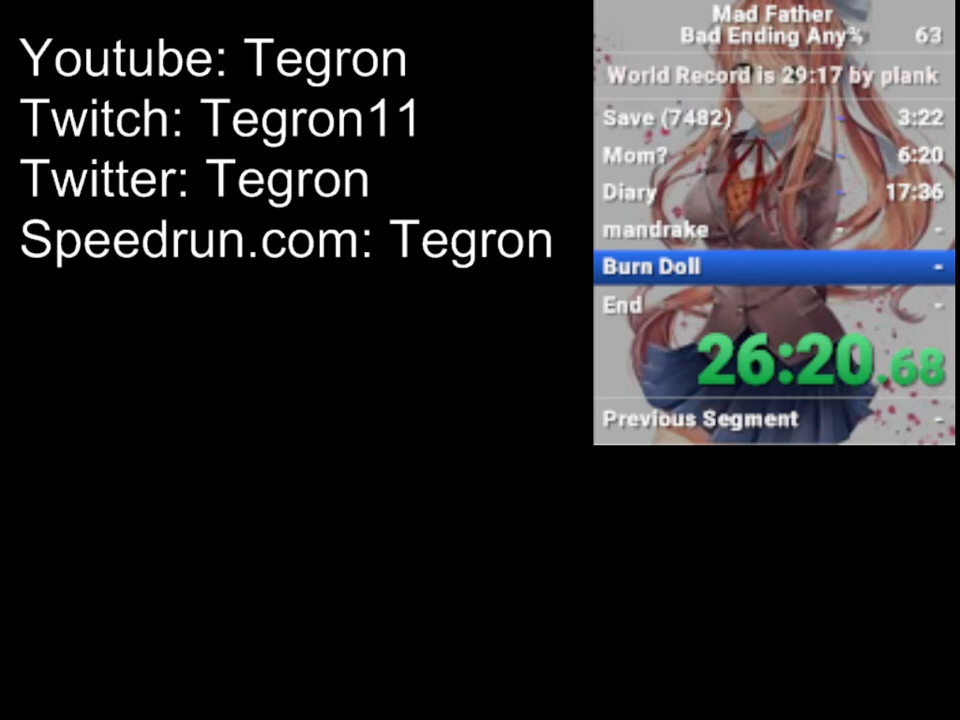 Youtube: Tegron
Twitch: Tegron11
Twitter: Tegron
Speedrun.com: Tegron
Mad Father
Bad Ending Any% 63
World Record is 29:17 by plank
Save (7482) - 3:22
Mom? - 6:20
Diary - 17:36
mandrake - -
Burn Doll -
End -
26:20.68
Previous Segment -